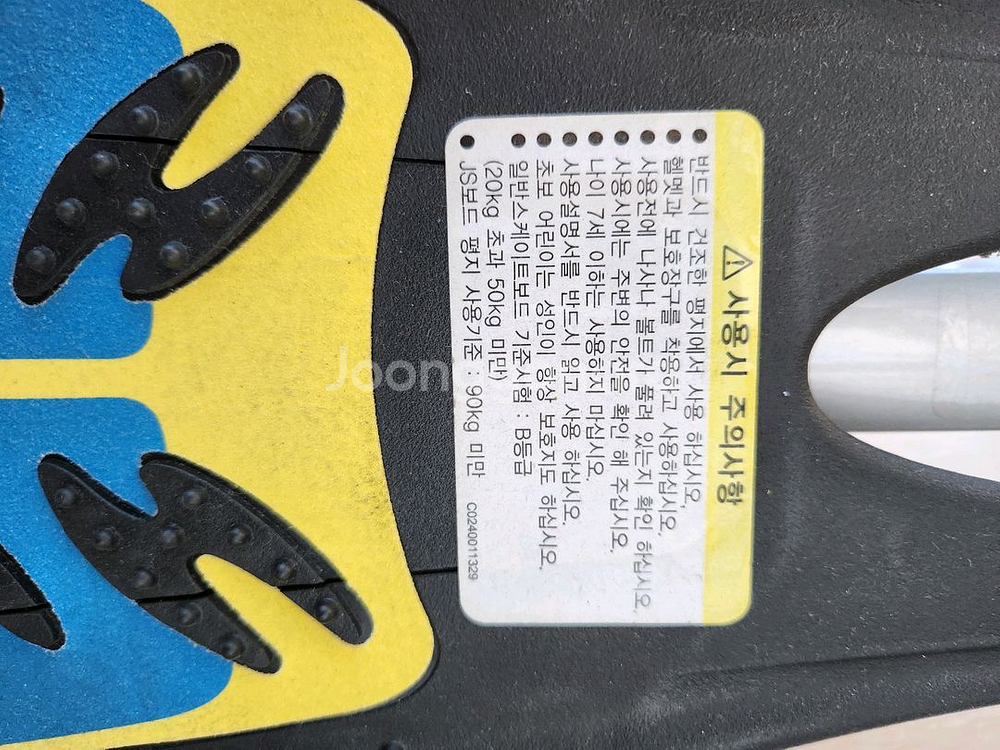 ⚠ 사용시 주의사항
● 반드시 건조한 평지에서 사용 하십시오.
● 헬멧과 보호장구를 착용하고 사용하십시오.
● 사용전에 나사나 볼트가 풀려 있는지 확인 하십시오.
● 사용시에는 주변의 안전을 확인 해 주십시오.
● 나이 7세 이하는 사용하지 마십시오.
● 사용설명서를 반드시 읽고 사용 하십시오.
● 초보 어린이는 성인이 항상 보호지도 하십시오.
● 일반스케이트보드 기준시험 : B등급
(20kg 초과 50kg 미만)
● JS보드 평지 사용기준 : 90kg 미만 C0240011329
Joon